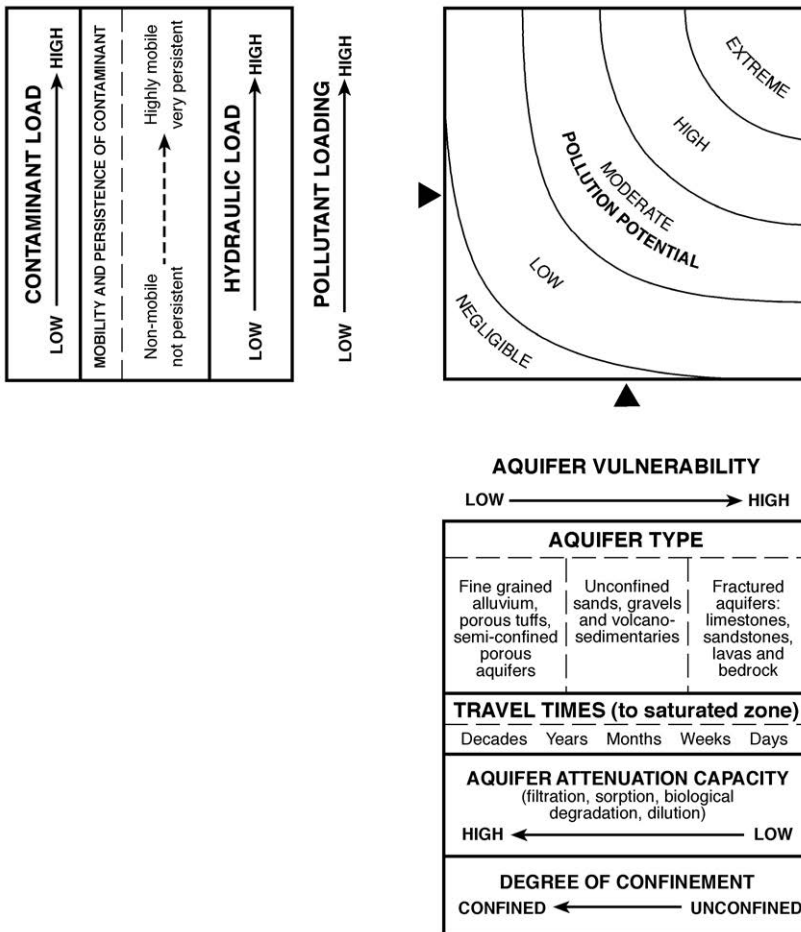 CONTAMINANT LOAD
LOW
HIGH
MOBILITY AND PERSISTENCE OF CONTAMINANT
Non-mobile
not persistent
Highly mobile
very persistent
HYDRAULIC LOAD
LOW
HIGH
POLLUTANT LOADING
LOW
HIGH
EXTREME
HIGH
MODERATE
POLLUTION POTENTIAL
LOW
NEGLIGIBLE
AQUIFER VULNERABILITY
LOW HIGH
AQUIFER TYPE
Fine grained
alluvium,
porous tuffs,
semi-confined
porous
aquifers
Unconfined
sands, gravels
and volcano-
sedimentaries
Fractured
aquifers:
limestones,
sandstones,
lavas and
bedrock
TRAVEL TIMES (to saturated zone)
Decades Years Months Weeks Days
AQUIFER ATTENUATION CAPACITY
(filtration, sorption, biological
degradation, dilution)
HIGH LOW
DEGREE OF CONFINEMENT
CONFINED UNCONFINED